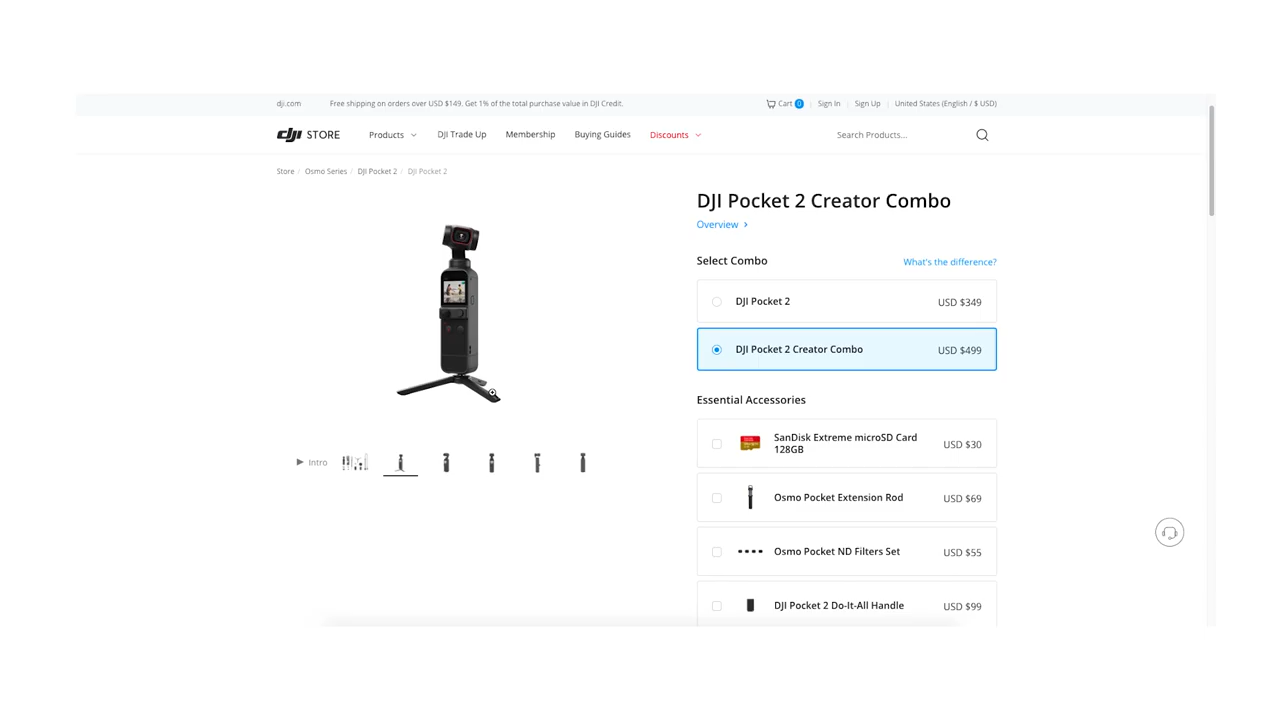 dji.com Free shipping on orders over USD $149. Get 1% of the total purchase value in DJI Credit. Cart 0 Sign In Sign Up United States (English / $ USD)
dji STORE Products DJI Trade Up Membership Buying Guides Discounts Search Products...
Store / Osmo Series / DJI Pocket 2 / DJI Pocket 2
DJI Pocket 2 Creator Combo
Overview >
Select Combo What's the difference?
DJI Pocket 2 USD $349
DJI Pocket 2 Creator Combo USD $499
Essential Accessories
SanDisk Extreme microSD Card
128GB
USD $30
Osmo Pocket Extension Rod USD $69
Osmo Pocket ND Filters Set USD $55
DJI Pocket 2 Do-It-All Handle USD $99
Intro